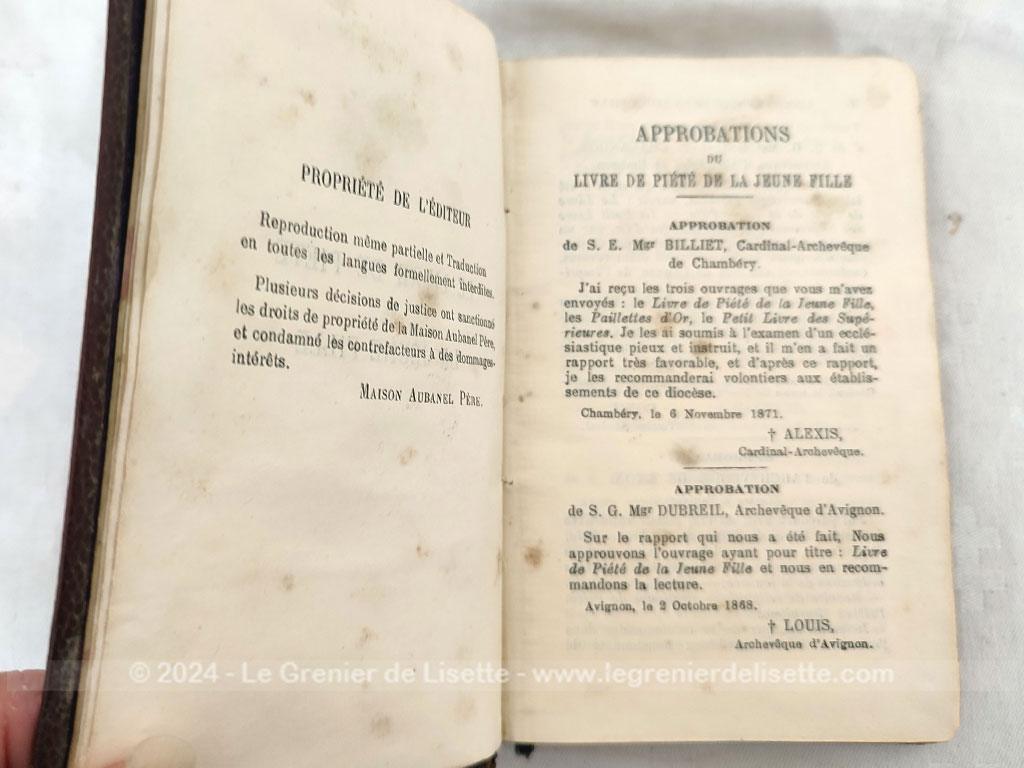 PROPRIÉTÉ DE L'ÉDITEUR
Reproduction même partielle et Traduction
en toutes les langues formellement interdites.
Plusieurs décisions de justice ont sanctionné
les droits de propriété de la Maison Aubanel Père,
et condamné les contrefacteurs à des dommages-
intérêts.
MAISON AUBANEL PÈRE.
APPROBATIONS
DU
LIVRE DE PIÉTÉ DE LA JEUNE FILLE
APPROBATION
de S. E. Mgr BILLIET, Cardinal-Archevêque
de Chambéry.
J'ai reçu les trois ouvrages que vous m'avez
envoyés : le Livre de Piété de la Jeune Fille,
les Paillettes d'Or, le Petit Livre des Supé-
rieures. Je les ai soumis à l'examen d'un ecclé-
siastique pieux et instruit, et il m'en a fait un
rapport très favorable, et d'après ce rapport,
je les recommanderai volontiers aux établis-
sements de ce diocèse.
Chambéry, le 6 Novembre 1871.
† ALEXIS,
Cardinal-Archevêque.
APPROBATION
de S. G. Mgr DUBREIL, Archevêque d'Avignon.
Sur le rapport qui nous a été fait, Nous
approuvons l'ouvrage ayant pour titre : Livre
de Piété de la Jeune Fille et nous en recom-
mandons la lecture.
Avignon, le 2 Octobre 1868.
† LOUIS,
Archevêque d'Avignon.
© 2024 - Le Grenier de Lisette - www.legrenierdelisette.com